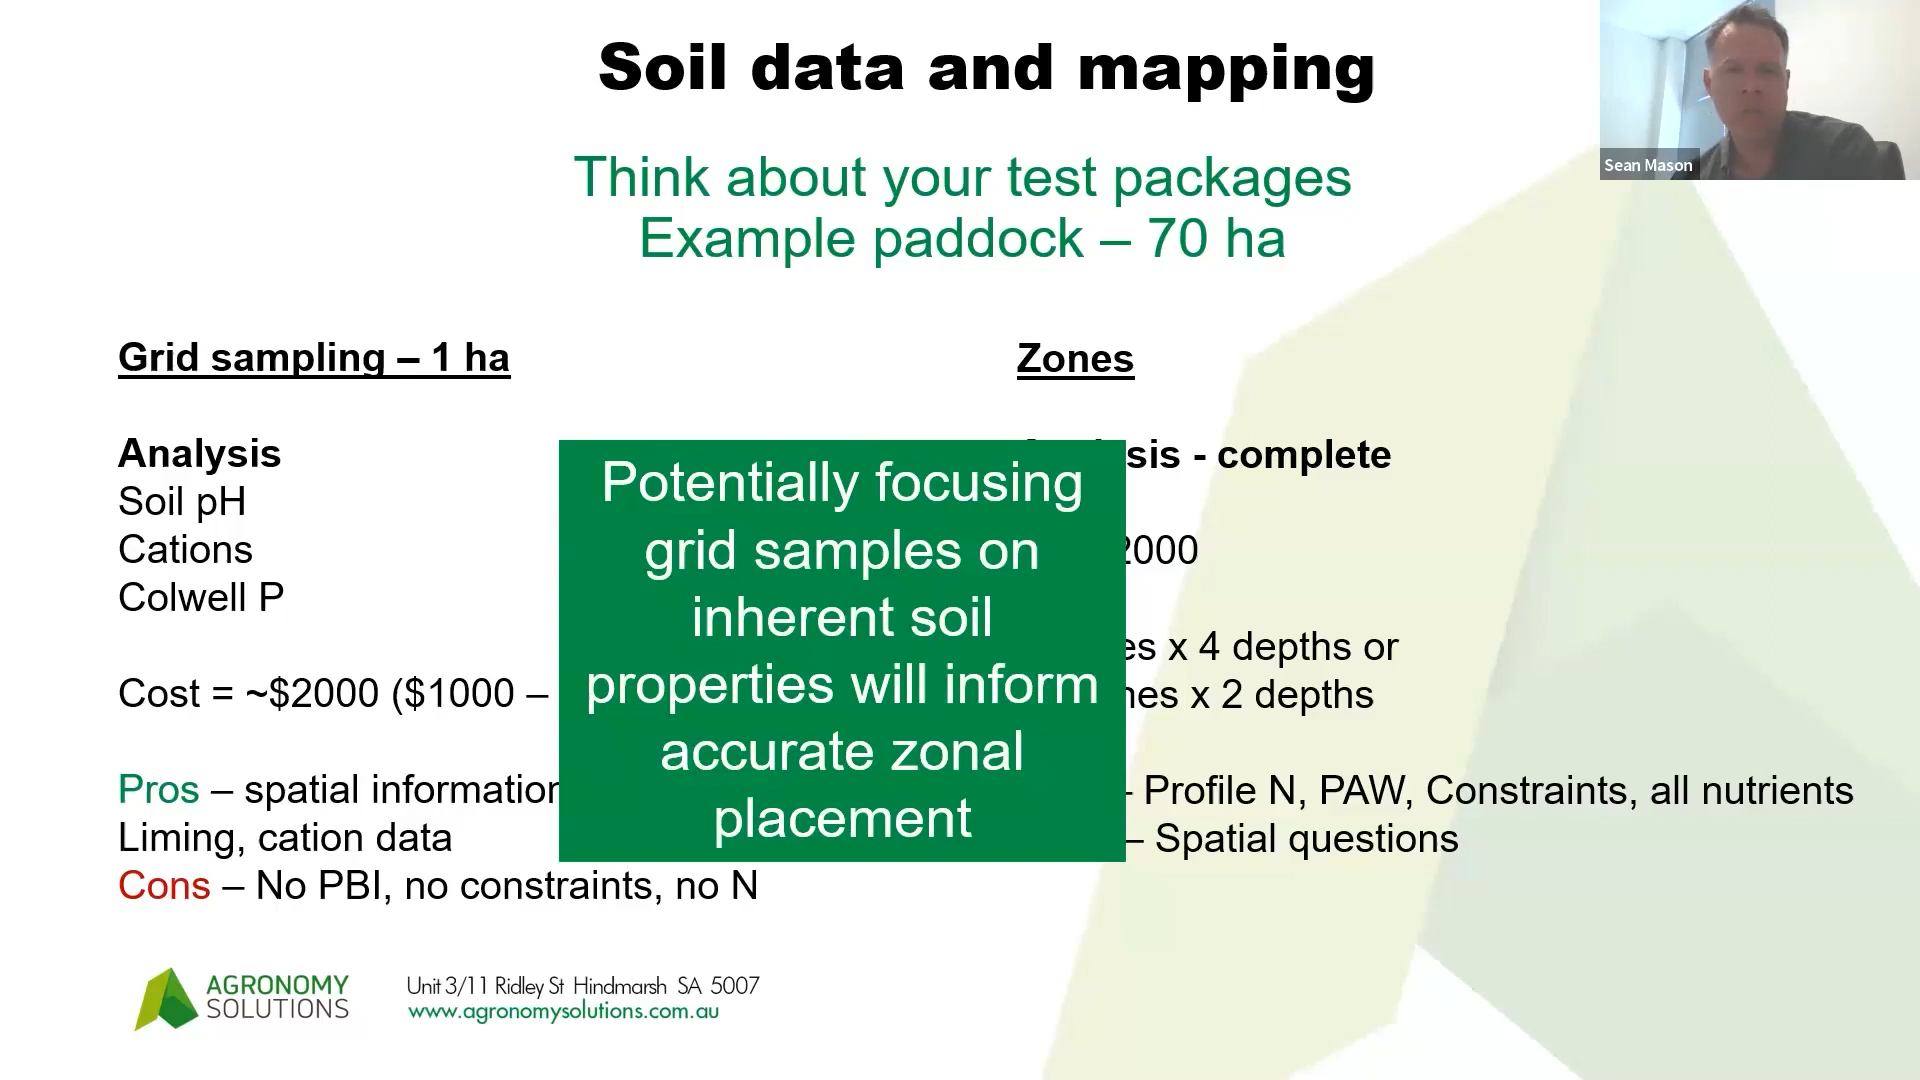 Soil data and mapping
Sean Mason
Think about your test packages
Example paddock – 70 ha
Grid sampling – 1 ha
Analysis
Soil pH
Cations
Colwell P
Cost = ~$2000 ($1000 –
Pros – spatial information
Liming, cation data
Cons – No PBI, no constraints, no N
Potentially focusing
grid samples on
inherent soil
properties will inform
accurate zonal
placement
Zones
- complete
2000
x 4 depths or
x 2 depths
– Profile N, PAW, Constraints, all nutrients
– Spatial questions
AGRONOMY
SOLUTIONS
Unit 3/11 Ridley St Hindmarsh SA 5007
www.agronomysolutions.com.au